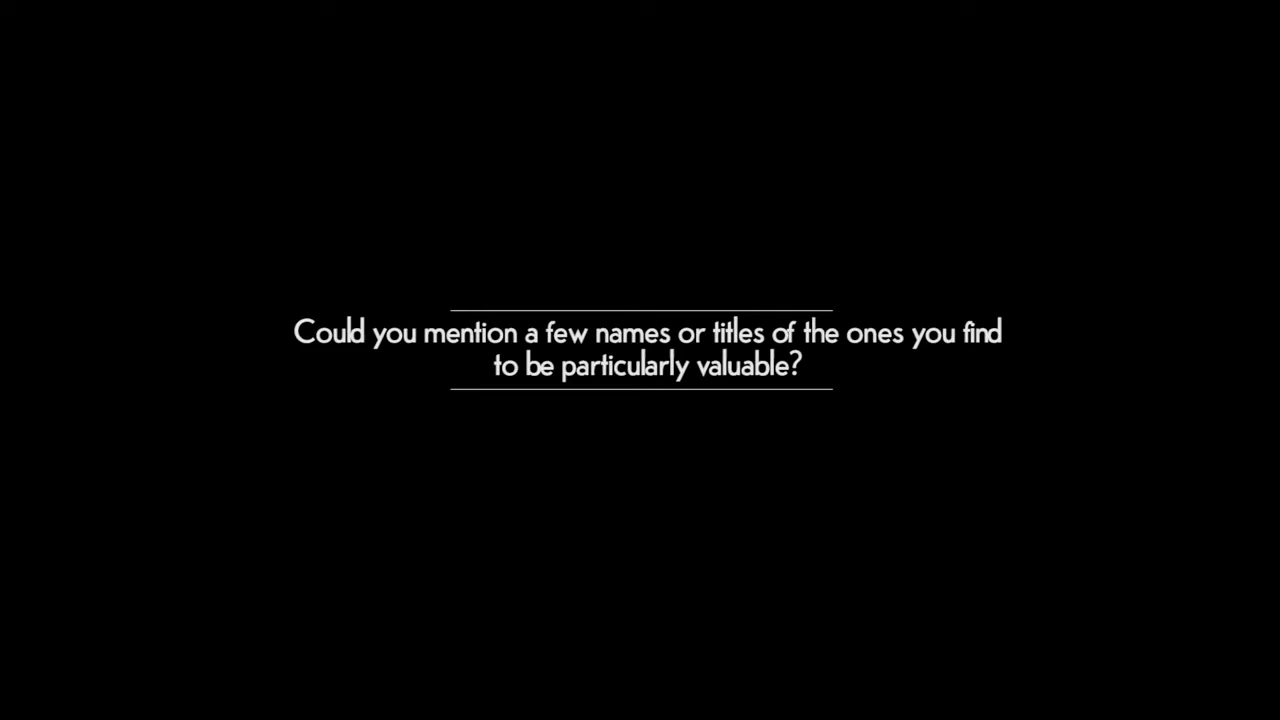 Could you mention a few names or titles of the ones you find
to be particularly valuable?